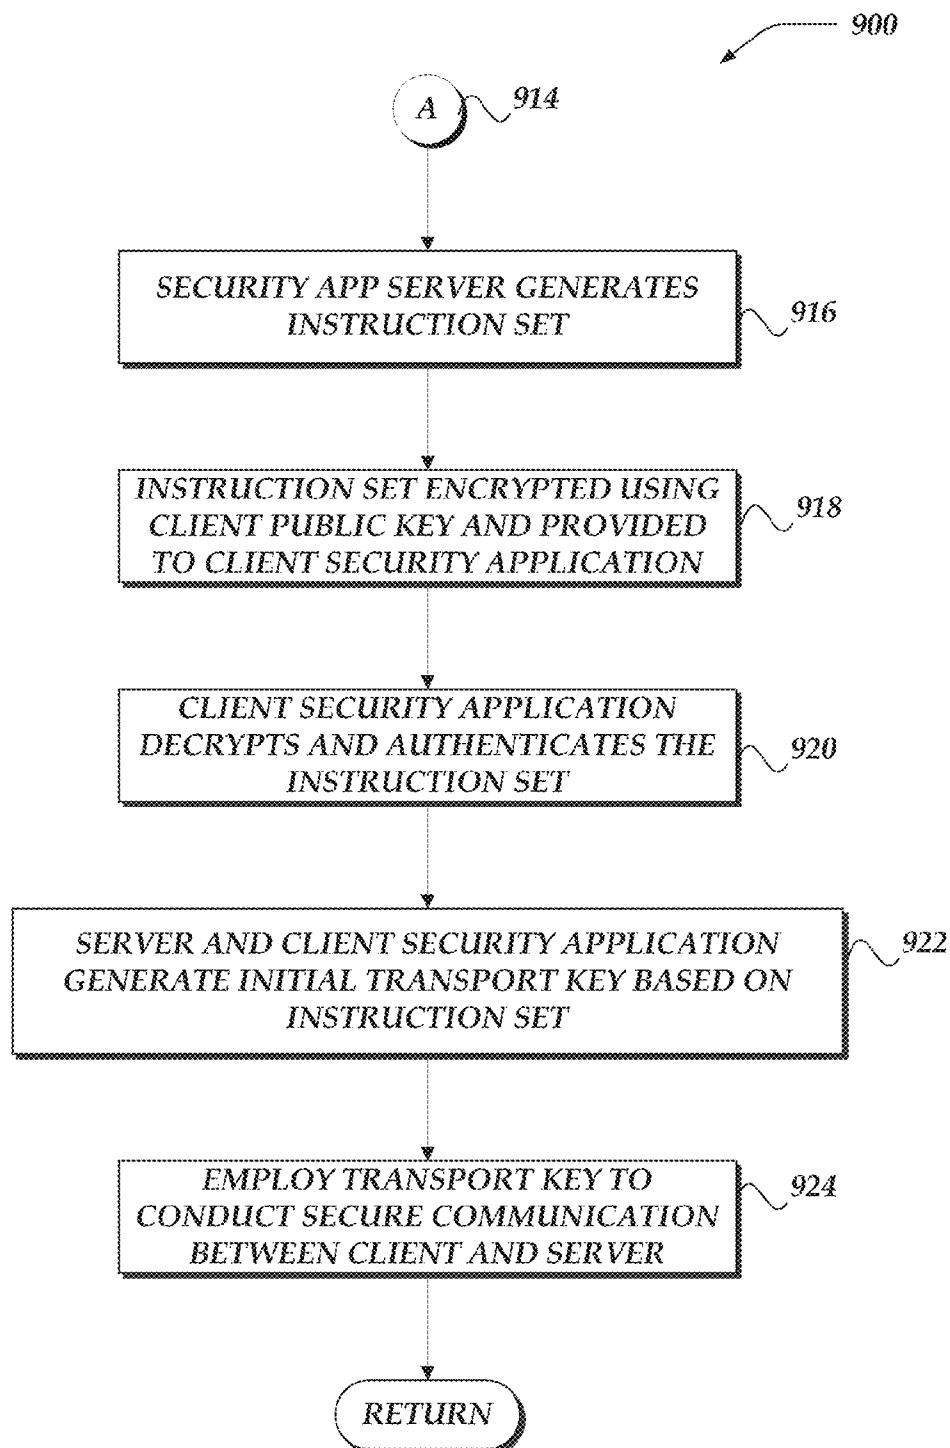 900
A
914
SECURITY APP SERVER GENERATES
INSTRUCTION SET
916
INSTRUCTION SET ENCRYPTED USING
CLIENT PUBLIC KEY AND PROVIDED
TO CLIENT SECURITY APPLICATION
918
CLIENT SECURITY APPLICATION
DECRYPTS AND AUTHENTICATES THE
INSTRUCTION SET
920
SERVER AND CLIENT SECURITY APPLICATION
GENERATE INITIAL TRANSPORT KEY BASED ON
INSTRUCTION SET
922
EMPLOY TRANSPORT KEY TO
CONDUCT SECURE COMMUNICATION
BETWEEN CLIENT AND SERVER
924
RETURN